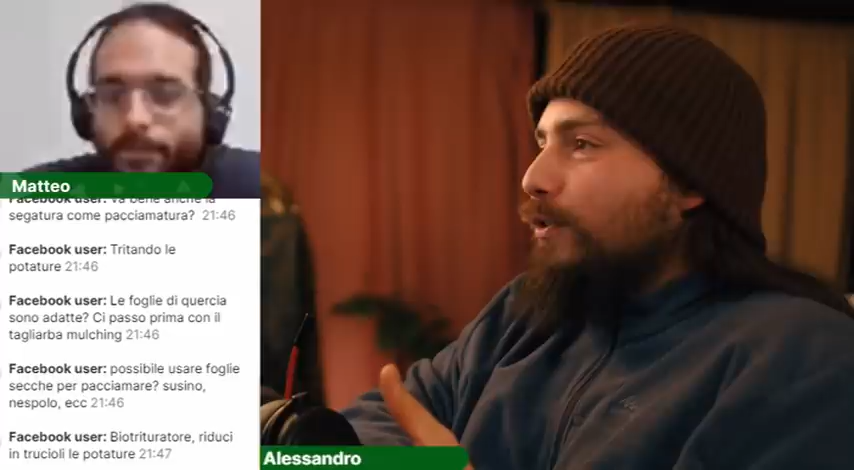 Matteo
Facebook user: Va bene anche la
segatura come pacciamatura? 21:46
Facebook user: Tritando le
potature 21:46
Facebook user: Le foglie di quercia
sono adatte? Ci passo prima con il
tagliarba mulching 21:46
Facebook user: possibile usare foglie
secche per pacciamare? susino,
nespolo, ecc 21:46
Facebook user: Biotrituratore, riduci
in trucioli le potature 21:47
Alessandro